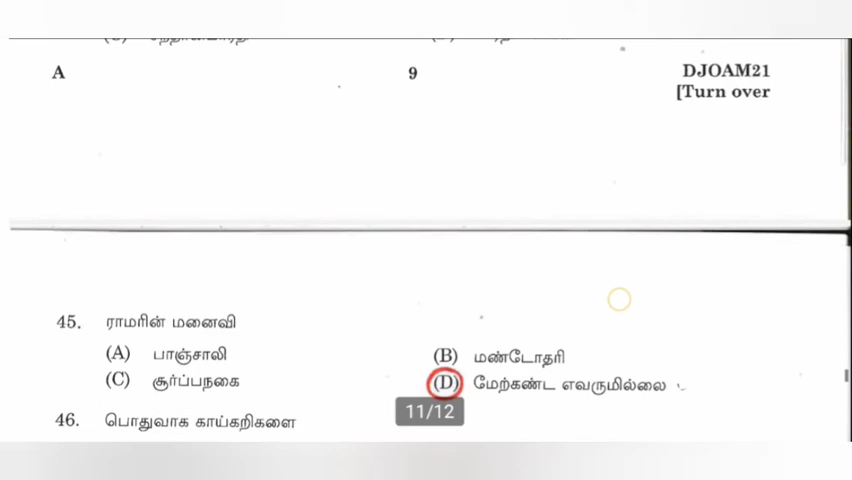 A 9 DJOAM21
[Turn over
45. ராமரின் மனைவி
(A) பாஞ்சாலி (B) மண்டோதரி
(C) சூர்ப்பநகை (D) மேற்கண்ட எவருமில்லை
11/12
46. பொதுவாக காய்கறிகளை